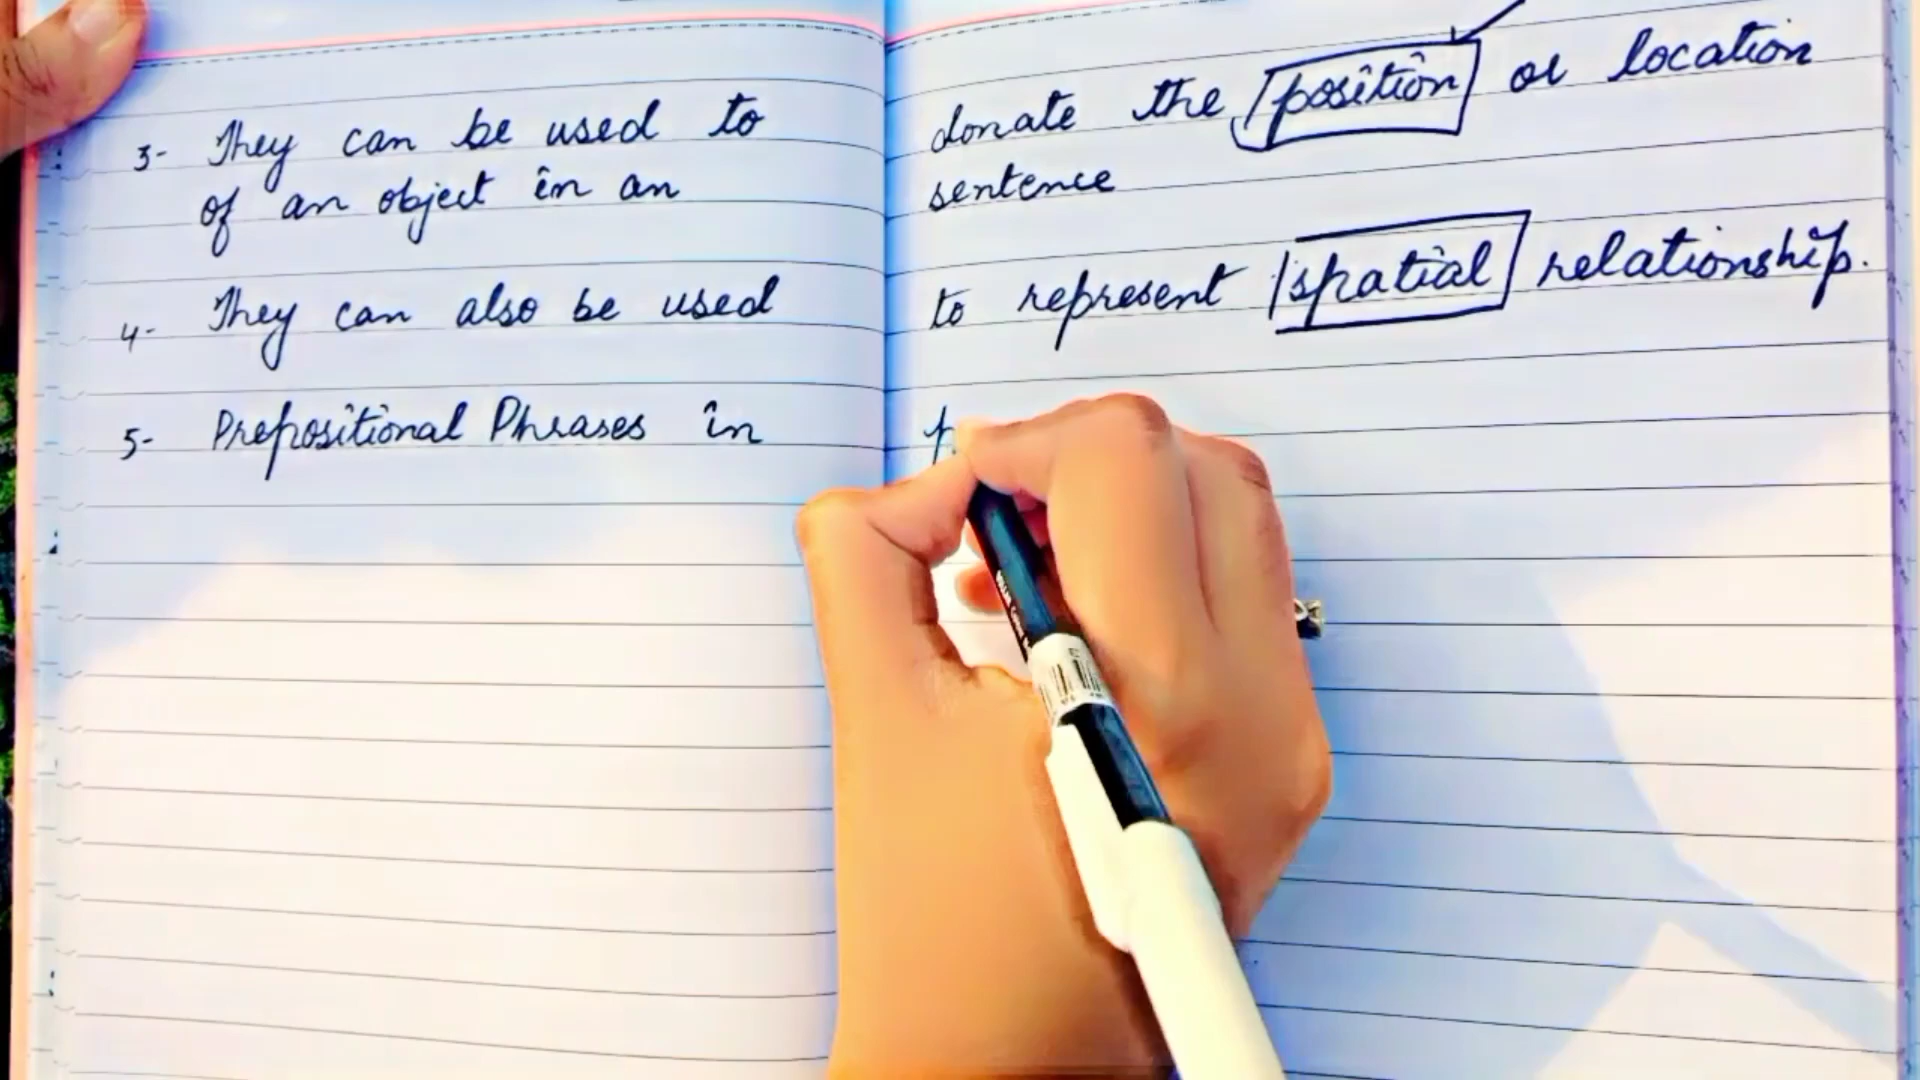 3- They can be used to donate the position or location
of an object in an sentence
4- They can also be used to represent spatial relationship.
5- Prepositional Phrases in p